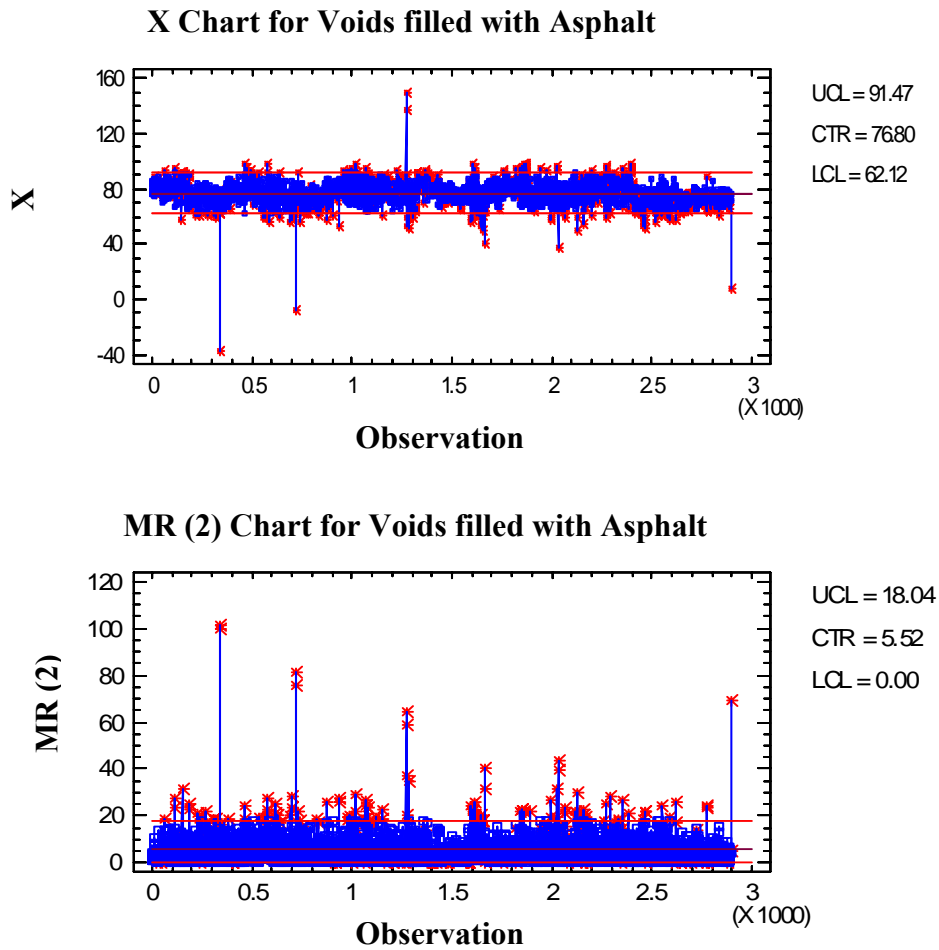 X Chart for Voids filled with Asphalt
160
120
80
40
0
-40
X
0 0.5 1 1.5 2 2.5 3
(X 1000)
Observation
UCL = 91.47
CTR = 76.80
LCL = 62.12
MR (2) Chart for Voids filled with Asphalt
120
100
80
60
40
20
0
MR (2)
0 0.5 1 1.5 2 2.5 3
(X 1000)
Observation
UCL = 18.04
CTR = 5.52
LCL = 0.00